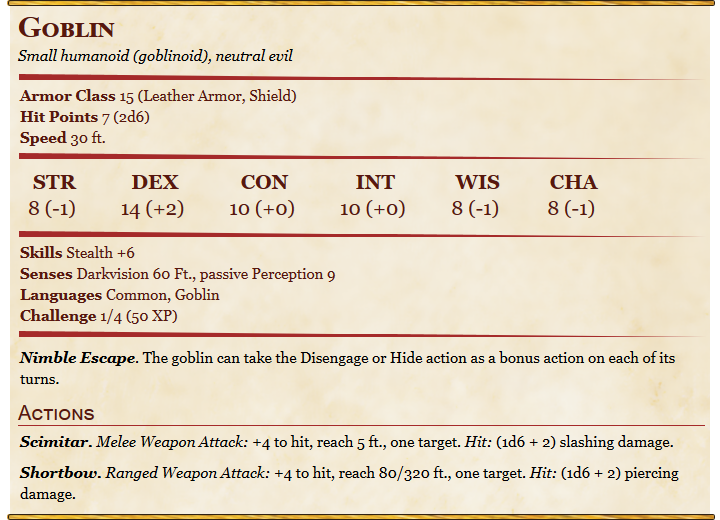 Goblin
Small humanoid (goblinoid), neutral evil
Armor Class 15 (Leather Armor, Shield)
Hit Points 7 (2d6)
Speed 30 ft.
STR DEX CON INT WIS CHA
8 (-1) 14 (+2) 10 (+0) 10 (+0) 8 (-1) 8 (-1)
Skills Stealth +6
Senses Darkvision 60 Ft., passive Perception 9
Languages Common, Goblin
Challenge 1/4 (50 XP)
Nimble Escape. The goblin can take the Disengage or Hide action as a bonus action on each of its
turns.
Actions
Scimitar. Melee Weapon Attack: +4 to hit, reach 5 ft., one target. Hit: (1d6 + 2) slashing damage.
Shortbow. Ranged Weapon Attack: +4 to hit, reach 80/320 ft., one target. Hit: (1d6 + 2) piercing
damage.